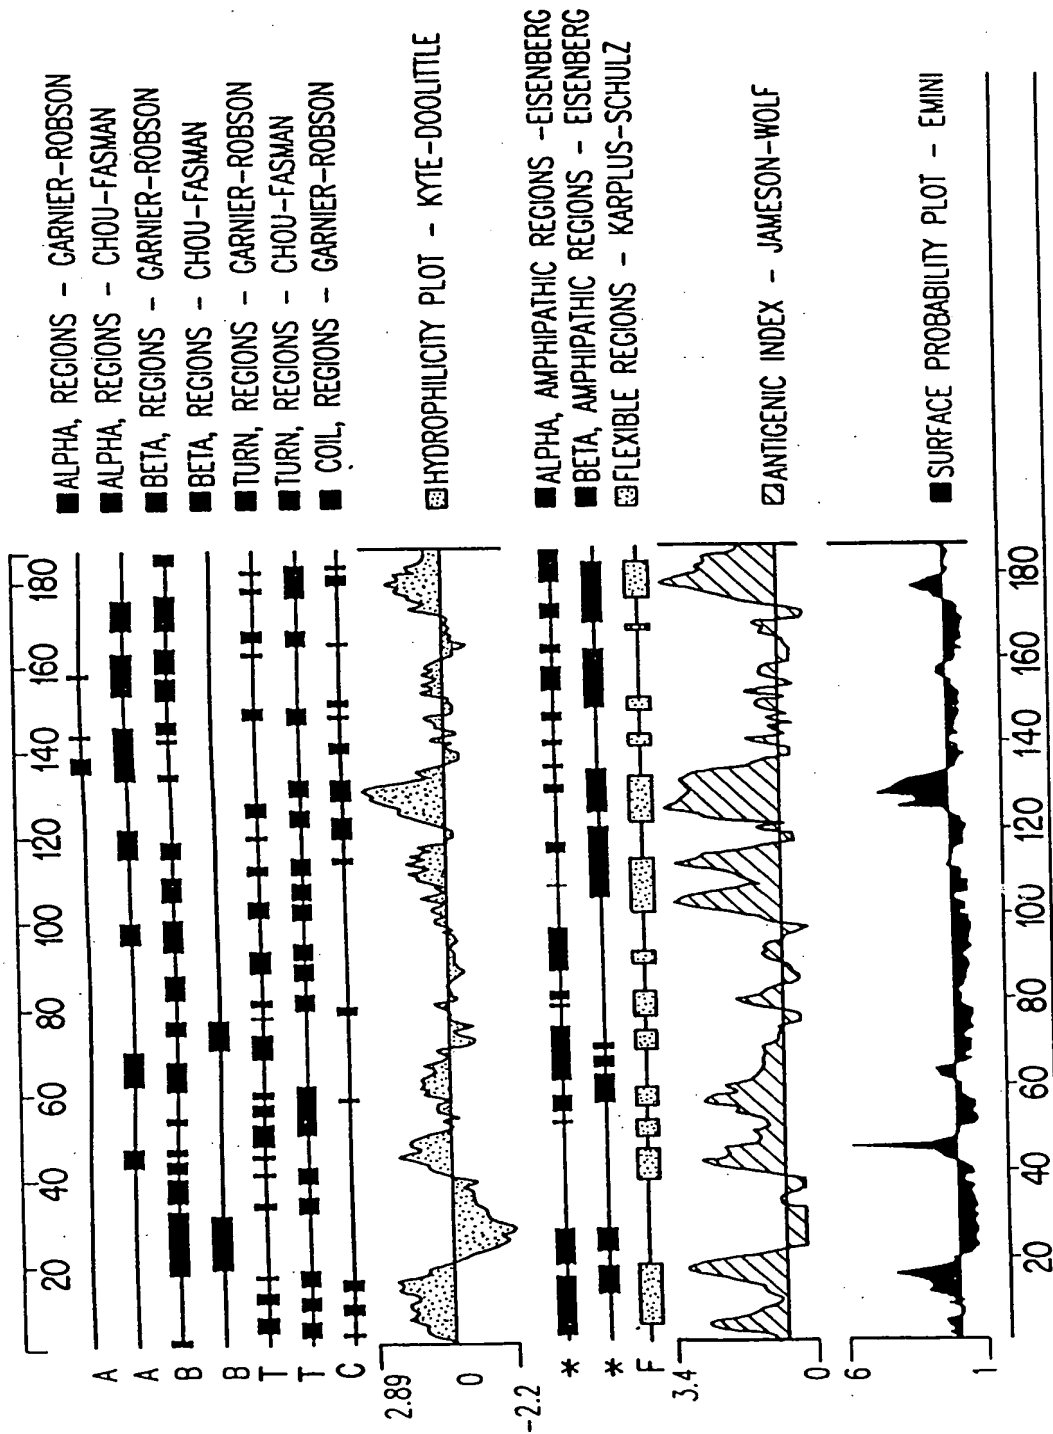 20 40 60 80 100 120 140 160 180
A ALPHA, REGIONS - GARNIER-ROBSON
A ALPHA, REGIONS - CHOU-FASMAN
B BETA, REGIONS - GARNIER-ROBSON
B BETA, REGIONS - CHOU-FASMAN
T TURN, REGIONS - GARNIER-ROBSON
T TURN, REGIONS - CHOU-FASMAN
C COIL, REGIONS - GARNIER-ROBSON
2.89
HYDROPHILICITY PLOT - KYTE-DOOLITTLE
0
-2.2
* ALPHA, AMPHIPATHIC REGIONS -EISENBERG
* BETA, AMPHIPATHIC REGIONS - EISENBERG
F FLEXIBLE REGIONS - KARPLUS-SCHULZ
3.4
ANTIGENIC INDEX - JAMESON-WOLF
0
6
SURFACE PROBABILITY PLOT - EMINI
1
20 40 60 80 100 120 140 160 180